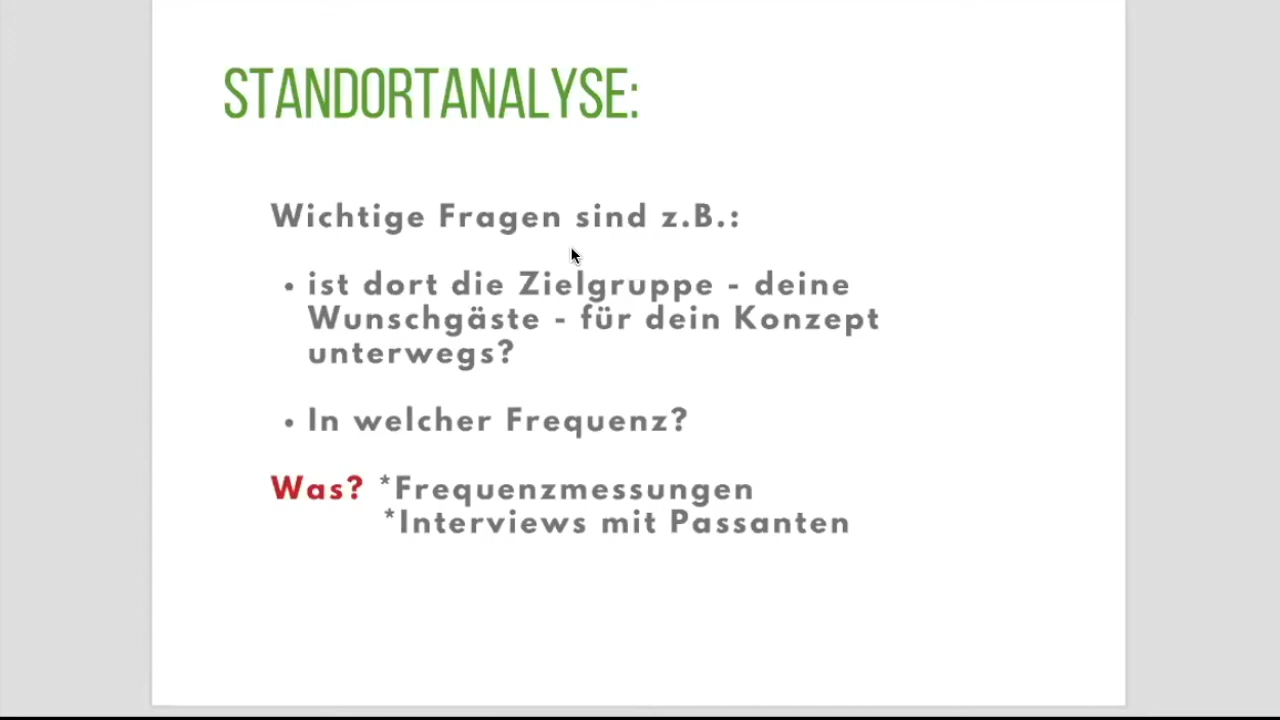 STANDORTANALYSE:
Wichtige Fragen sind z.B.:
• ist dort die Zielgruppe - deine
Wunschgäste - für dein Konzept
unterwegs?
• In welcher Frequenz?
Was? *Frequenzmessungen
*Interviews mit Passanten